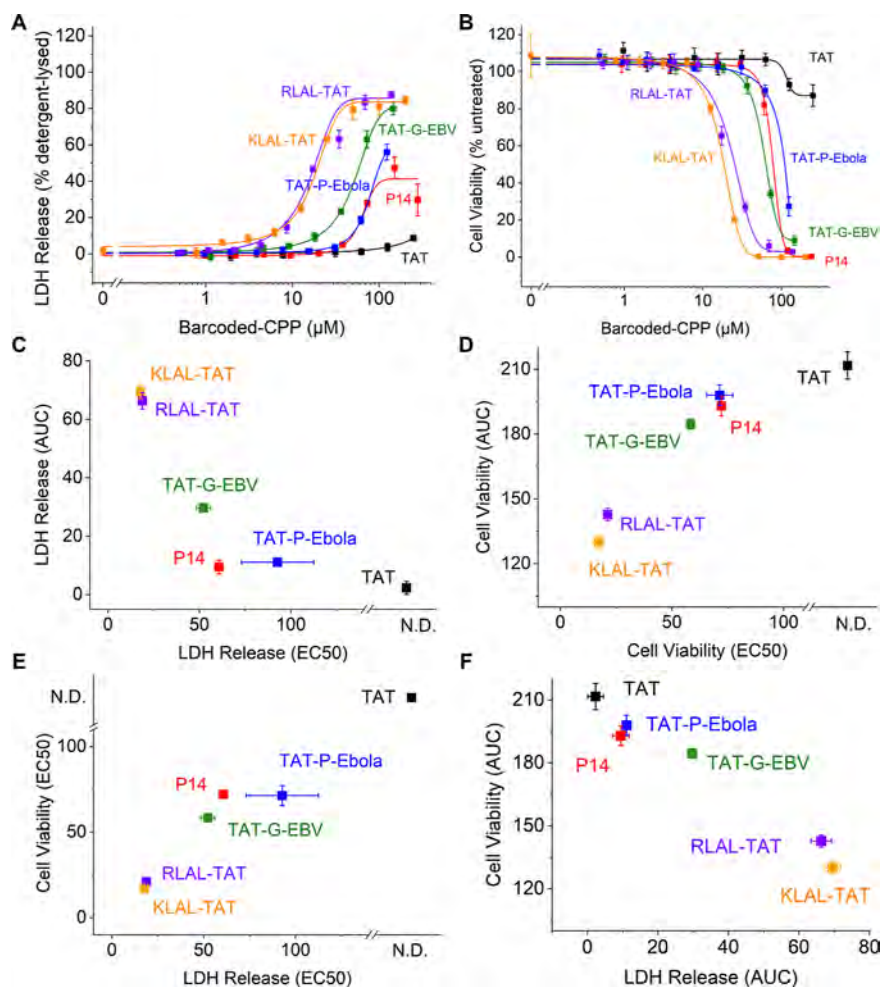 A
LDH Release (% detergent-lysed)
120
100
80
60
40
20
0
RLAL-TAT
KLAL-TAT
TAT-G-EBV
TAT-P-Ebola
P14
TAT
0
1
10
100
Barcoded-CPP (µM)
B
Cell Viability (% untreated)
120
100
80
60
40
20
0
TAT
RLAL-TAT
KLAL-TAT
TAT-P-Ebola
TAT-G-EBV
P14
0
1
10
100
Barcoded-CPP (µM)
C
LDH Release (AUC)
80
60
40
20
0
KLAL-TAT
RLAL-TAT
TAT-G-EBV
P14
TAT-P-Ebola
TAT
0
50
100
N.D.
LDH Release (EC50)
D
Cell Viability (AUC)
210
190
170
150
130
TAT
TAT-P-Ebola
P14
TAT-G-EBV
RLAL-TAT
KLAL-TAT
0
50
100
N.D.
Cell Viability (EC50)
E
Cell Viability (EC50)
N.D.
100
50
0
TAT
P14
TAT-P-Ebola
TAT-G-EBV
RLAL-TAT
KLAL-TAT
0
50
100
N.D.
LDH Release (EC50)
F
Cell Viability (AUC)
210
190
170
150
130
TAT
TAT-P-Ebola
P14
TAT-G-EBV
RLAL-TAT
KLAL-TAT
0
20
40
60
80
LDH Release (AUC)